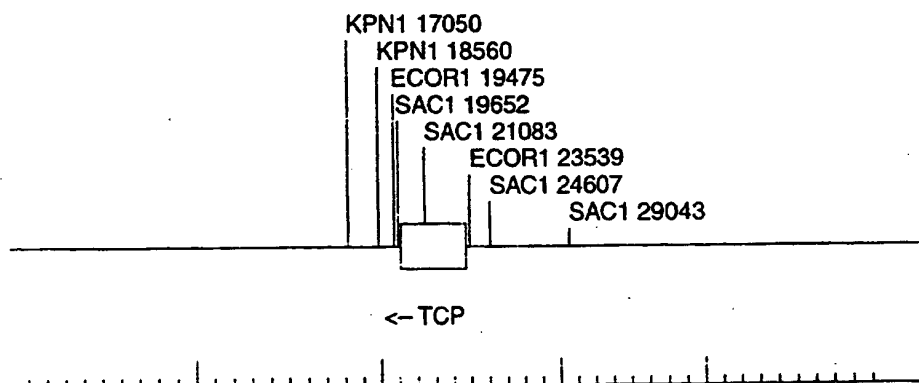 KPN1 17050
KPN1 18560
ECOR1 19475
SAC1 19652
SAC1 21083
ECOR1 23539
SAC1 24607
SAC1 29043
<– TCP